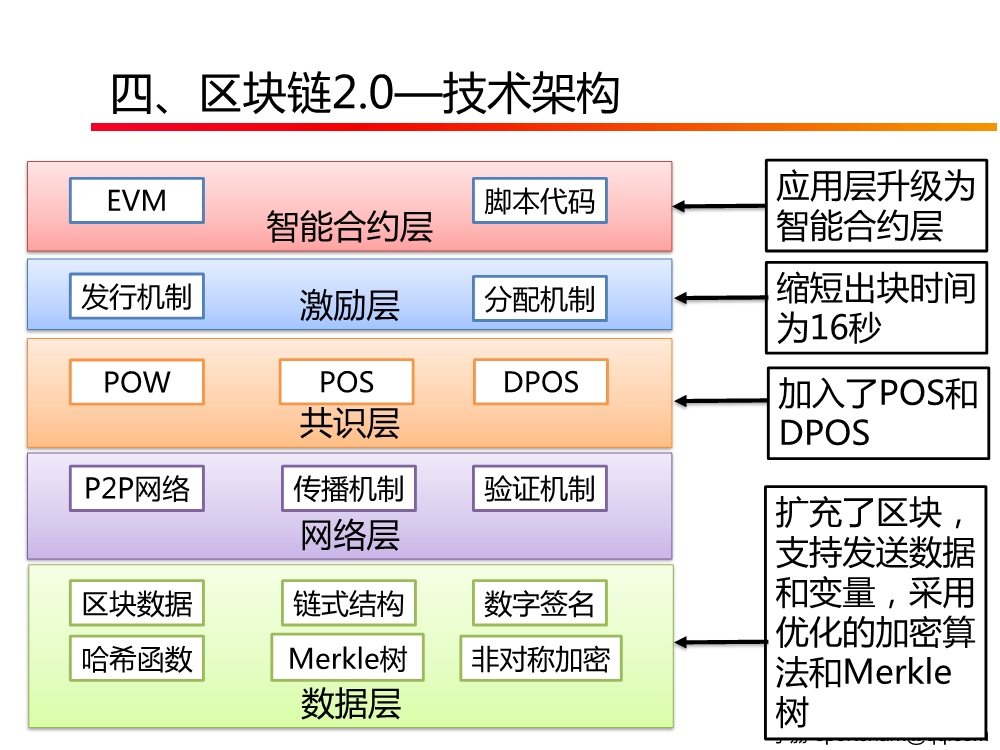 四、区块链2.0—技术架构
EVM
脚本代码
智能合约层
应用层升级为
智能合约层
发行机制
激励层
分配机制
缩短出块时间
为16秒
POW
POS
DPOS
共识层
加入了POS和
DPOS
P2P网络
传播机制
验证机制
网络层
区块数据
链式结构
数字签名
哈希函数
Merkle树
非对称加密
数据层
扩充了区块，
支持发送数据
和变量，采用
优化的加密算
法和Merkle
树